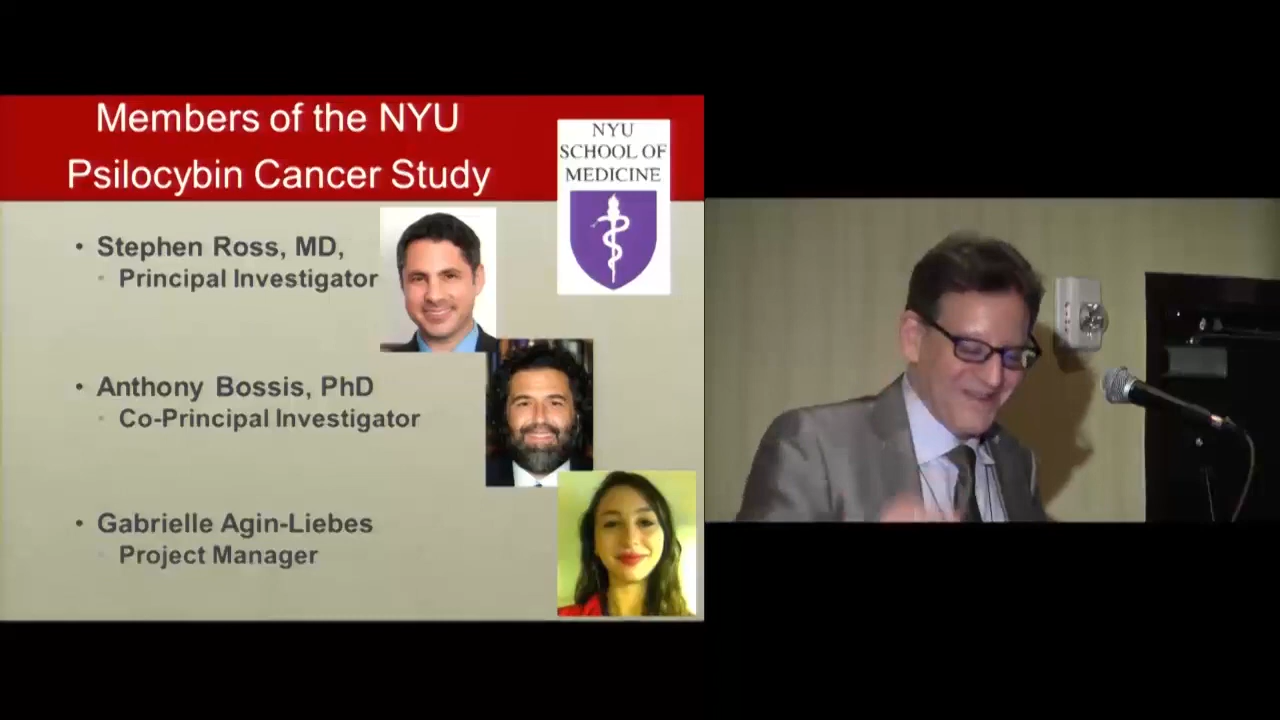 Members of the NYU
Psilocybin Cancer Study
NYU
SCHOOL OF
MEDICINE
• Stephen Ross, MD,
Principal Investigator
• Anthony Bossis, PhD
Co-Principal Investigator
• Gabrielle Agin-Liebes
Project Manager